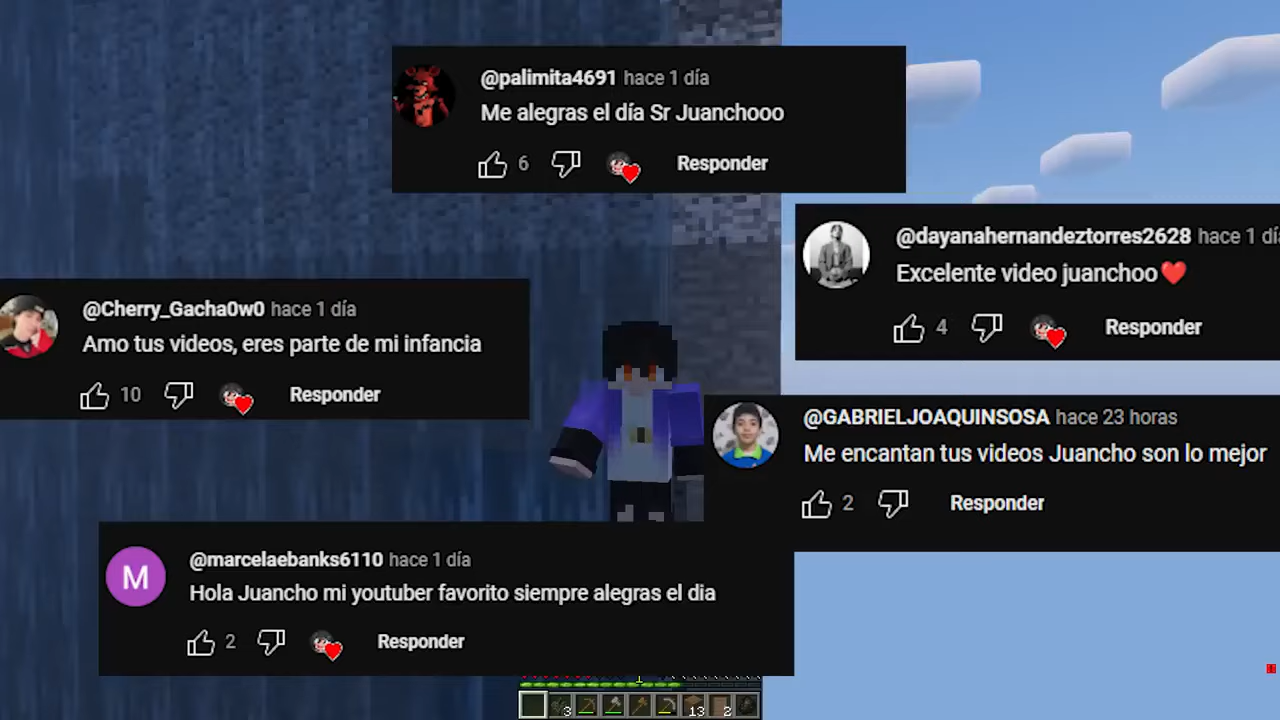 @palimita4691 hace 1 día
Me alegras el día Sr Juanchooo
6 Responder
@dayanahernandeztorres2628 hace 1 día
Excelente video juanchoo❤️
4 Responder
@Cherry_Gacha0w0 hace 1 día
Amo tus videos, eres parte de mi infancia
10 Responder
@GABRIELJOAQUINSOSA hace 23 horas
Me encantan tus videos Juancho son lo mejor
2 Responder
M
@marcelaebanks6110 hace 1 día
Hola Juancho mi youtuber favorito siempre alegras el dia
2 Responder
1
3 13 2